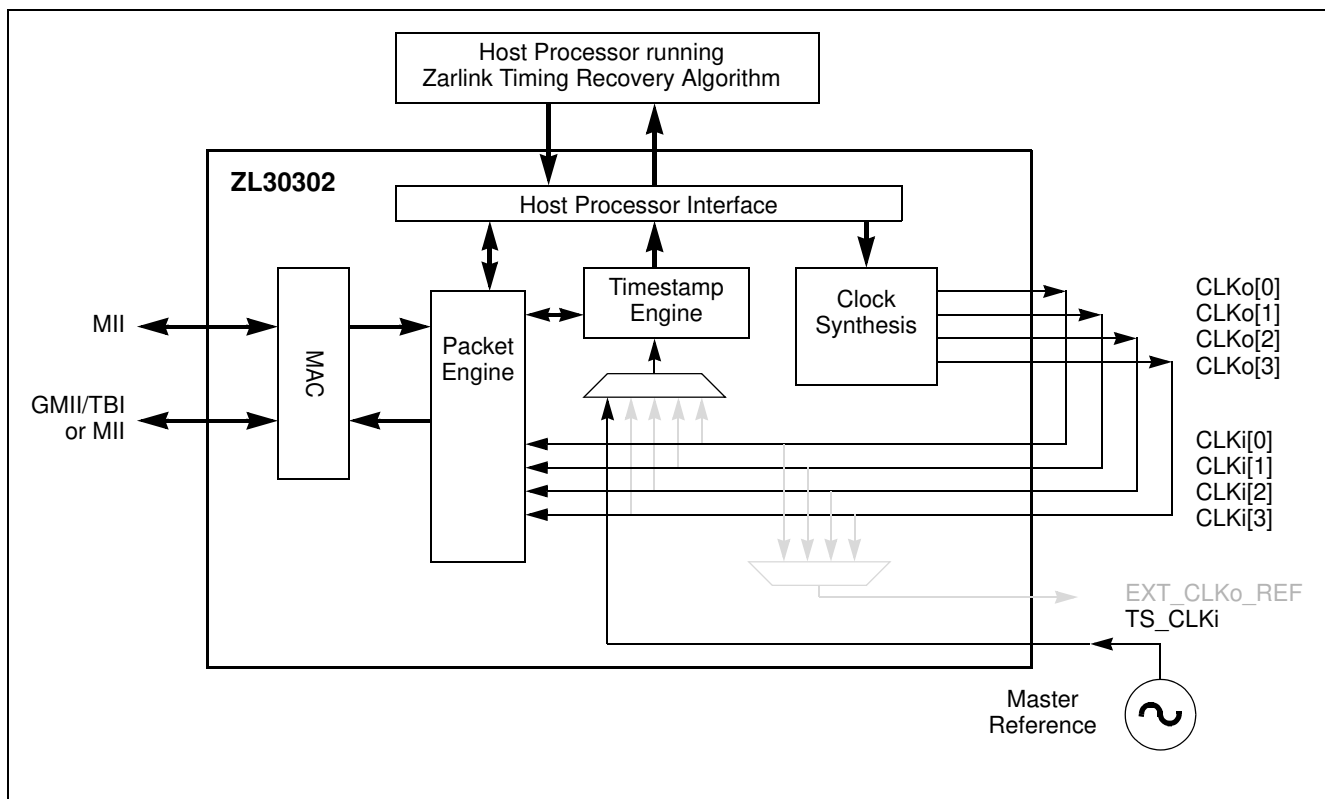 Host Processor running
Zarlink Timing Recovery Algorithm
ZL30302
Host Processor Interface
MII
GMII/TBI
or MII
MAC
Packet
Engine
Timestamp
Engine
Clock
Synthesis
CLKo[0]
CLKo[1]
CLKo[2]
CLKo[3]
CLKi[0]
CLKi[1]
CLKi[2]
CLKi[3]
EXT_CLKo_REF
TS_CLKi
Master
Reference